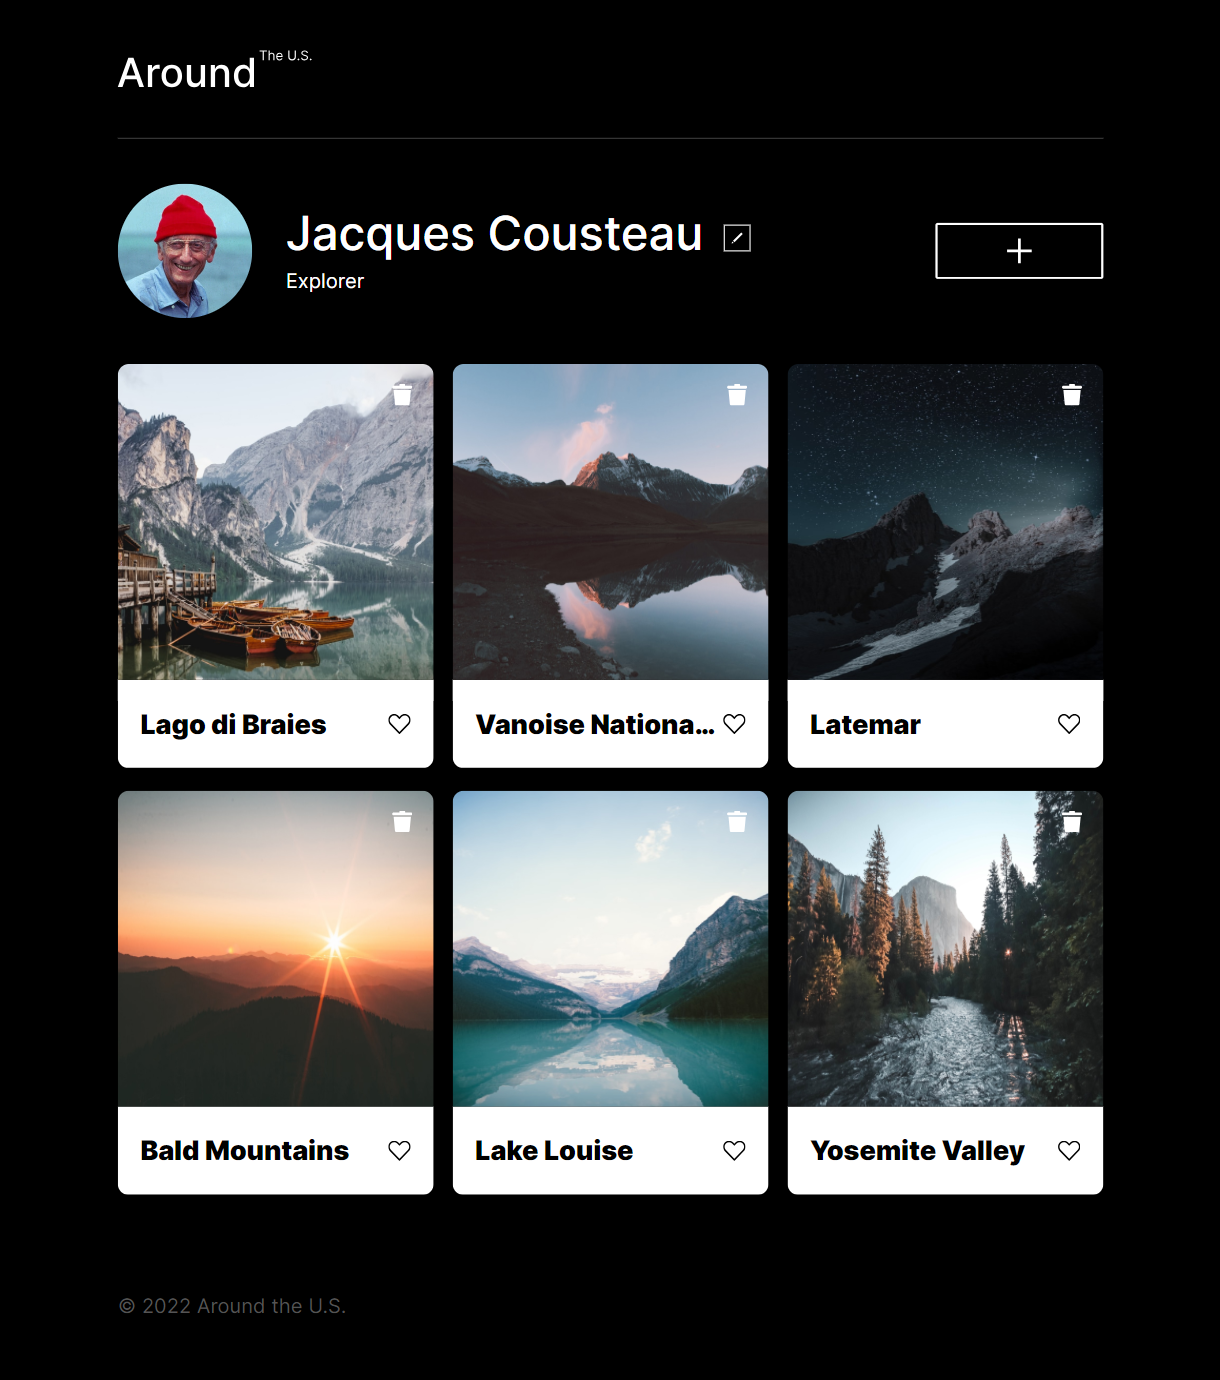 Around The U.S.
Jacques Cousteau
Explorer
Lago di Braies
Vanoise Nationa...
Latemar
Bald Mountains
Lake Louise
Yosemite Valley
© 2022 Around the U.S.